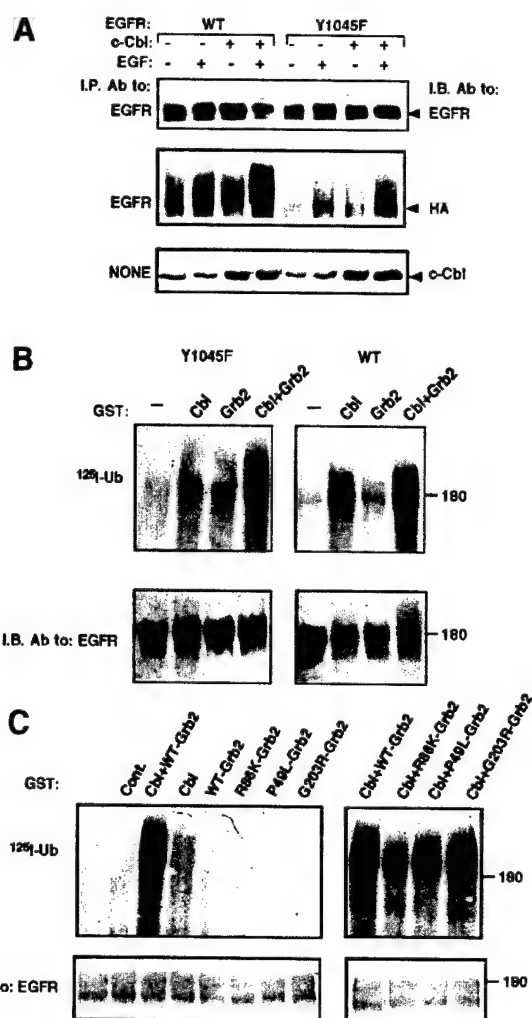 A
EGFR: WT Y1045F
c-Cbl: - - + + - - + +
EGF: - + - + - + - +
I.P. Ab to: I.B. Ab to:
EGFR EGFR
EGFR HA
NONE c-Cbl
B
Y1045F WT
GST: — Cbl Grb2 Cbl+Grb2 — Cbl Grb2 Cbl+Grb2
125I-Ub
180
I.B. Ab to: EGFR
180
C
GST: Cont. Cbl+WT-Grb2 Cbl WT-Grb2 R86K-Grb2 P49L-Grb2 G203R-Grb2 Cbl+WT-Grb2 Cbl+R86K-Grb2 Cbl+P49L-Grb2 Cbl+G203R-Grb2
125I-Ub
180
o: EGFR
180